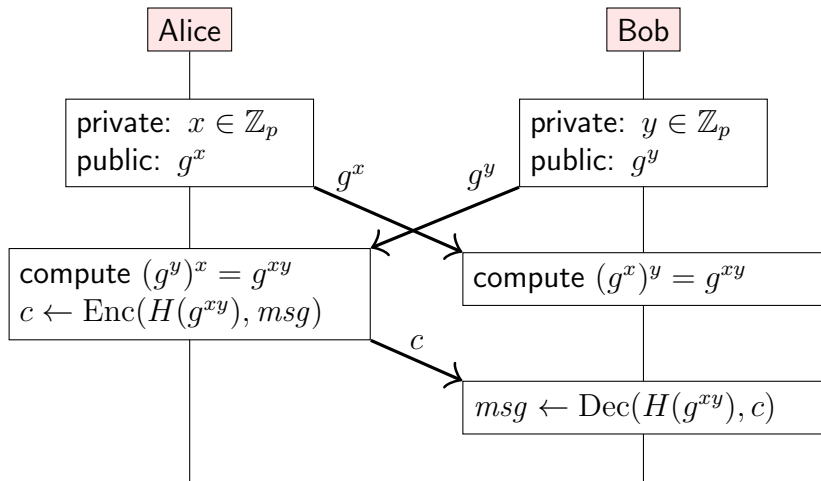 Alice
Bob
private: x ∈ ℤ_p
public: g^x
private: y ∈ ℤ_p
public: g^y
g^x
g^y
compute (g^y)^x = g^{xy}
c ← Enc(H(g^{xy}), msg)
compute (g^x)^y = g^{xy}
c
msg ← Dec(H(g^{xy}), c)